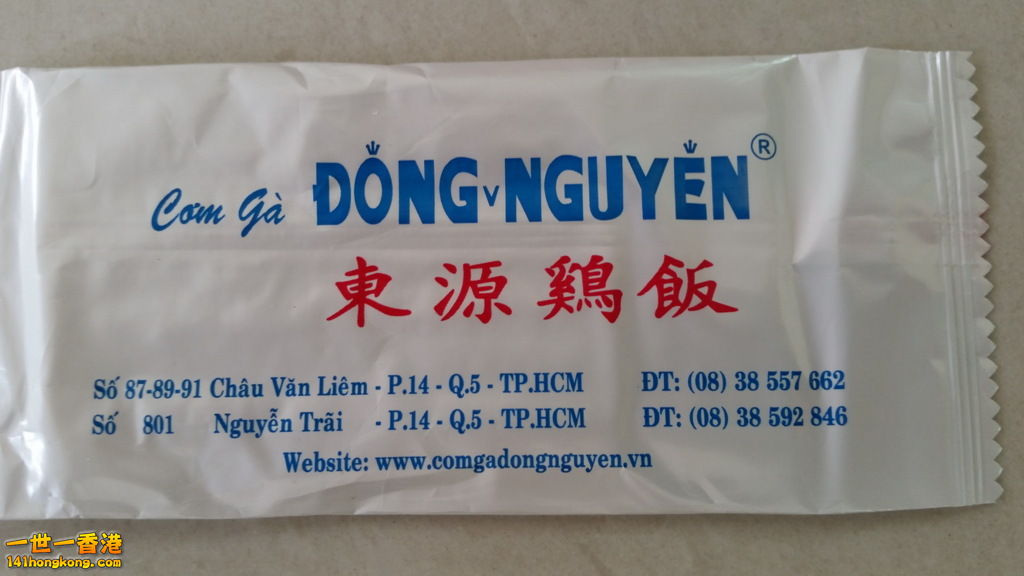 Cơm Gà ĐÔNG NGUYÊN ®
東源鷄飯
Số 87-89-91 Châu Văn Liêm - P.14 - Q.5 - TP.HCM ĐT: (08) 38 557 662
Số 801 Nguyễn Trãi - P.14 - Q.5 - TP.HCM ĐT: (08) 38 592 846
Website: www.comgadongnguyen.vn
一世一香港
141hongkong.com